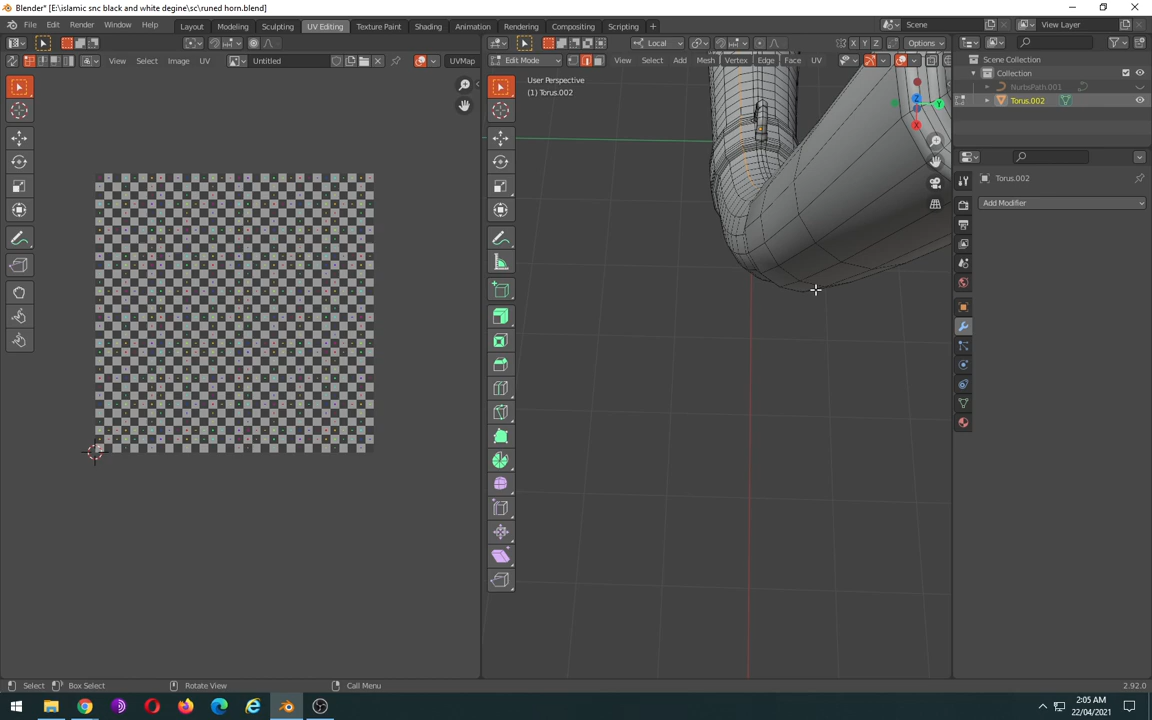 Blender* [E:\islamic snc black and white degine\sc\runed horn.blend]
File Edit Render Window Help
Layout Modeling Sculpting UV Editing Texture Paint Shading Animation Rendering Compositing Scripting +
Scene
View Layer
Local
Options
View Select Image UV
Untitled
UVMap
Edit Mode
View Select Add Mesh Vertex Edge Face UV
User Perspective
(1) Torus.002
Z
Y
X
Scene Collection
Collection
NurbsPath.001
Torus.002
Torus.002
Add Modifier
Select
Box Select
Rotate View
Call Menu
2.92.0
2:05 AM
22/04/2021